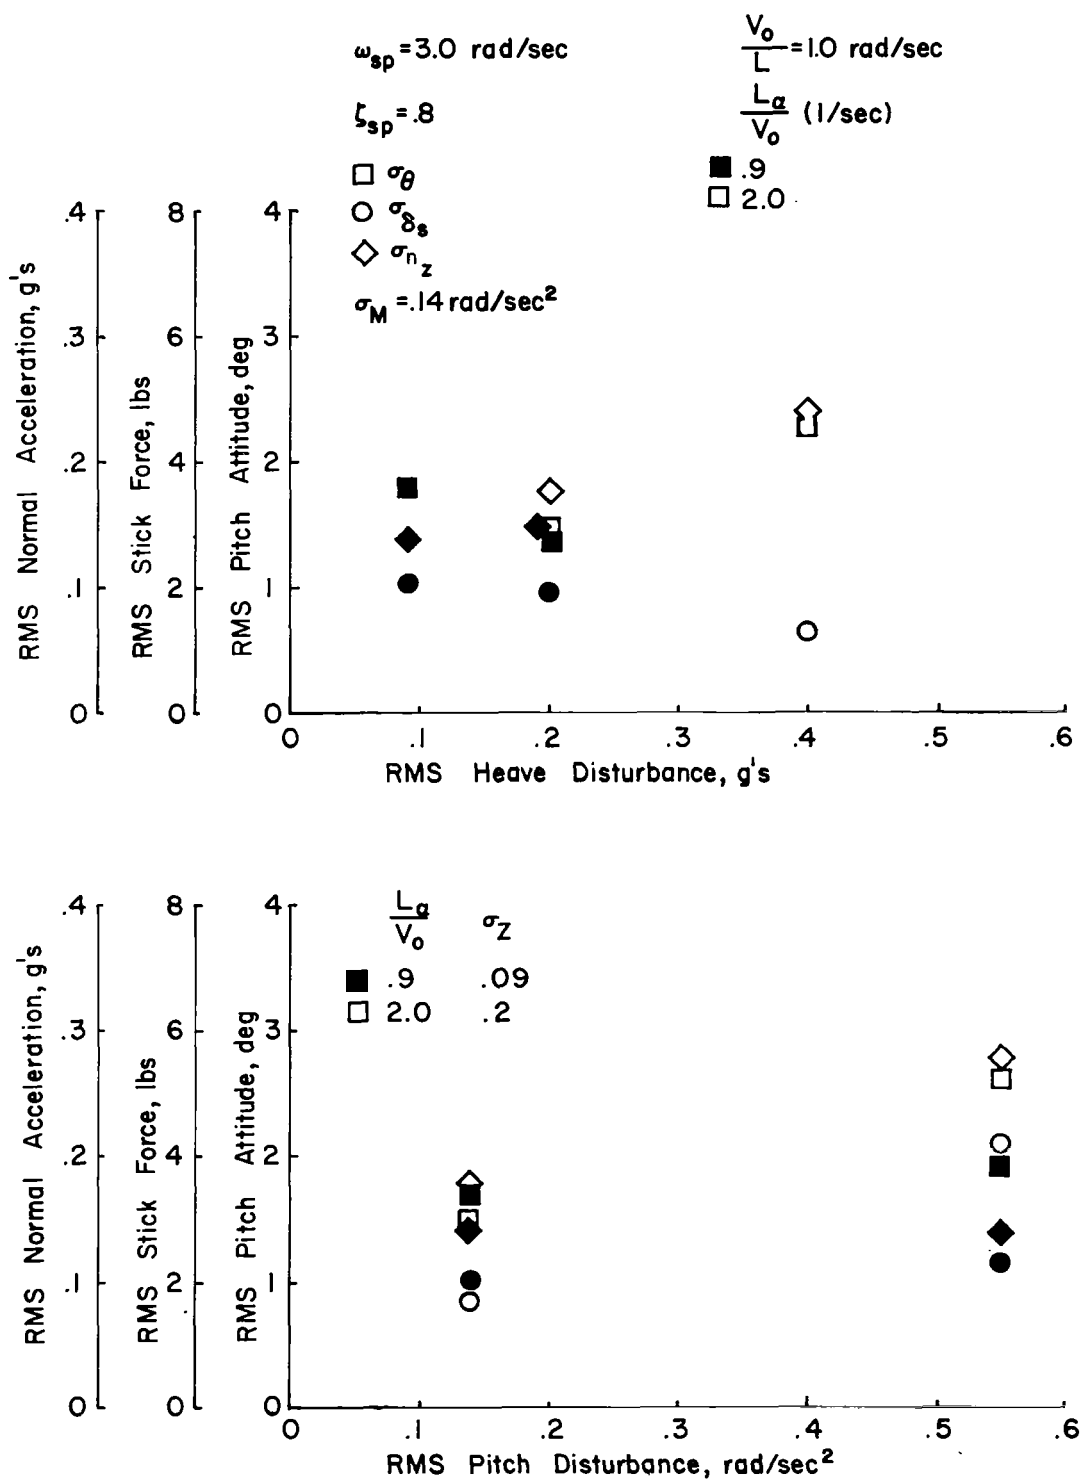 ω_sp = 3.0 rad/sec
V_o/L = 1.0 rad/sec
ζ_sp = .8
L_α/V_o (1/sec)
□ σ_θ
■ .9
○ σ_δ_s
□ 2.0
◇ σ_n_z
σ_M = .14 rad/sec²
.4 8 4
.3 6 3
.2 4 2
.1 2 1
0 0 0
RMS Normal Acceleration, g's
RMS Stick Force, lbs
RMS Pitch Attitude, deg
0 .1 .2 .3 .4 .5 .6
RMS Heave Disturbance, g's
L_α/V_o σ_Z
■ .9 .09
□ 2.0 .2
.4 8 4
.3 6 3
.2 4 2
.1 2 1
0 0 0
RMS Normal Acceleration, g's
RMS Stick Force, lbs
RMS Pitch Attitude, deg
0 .1 .2 .3 .4 .5 .6
RMS Pitch Disturbance, rad/sec²